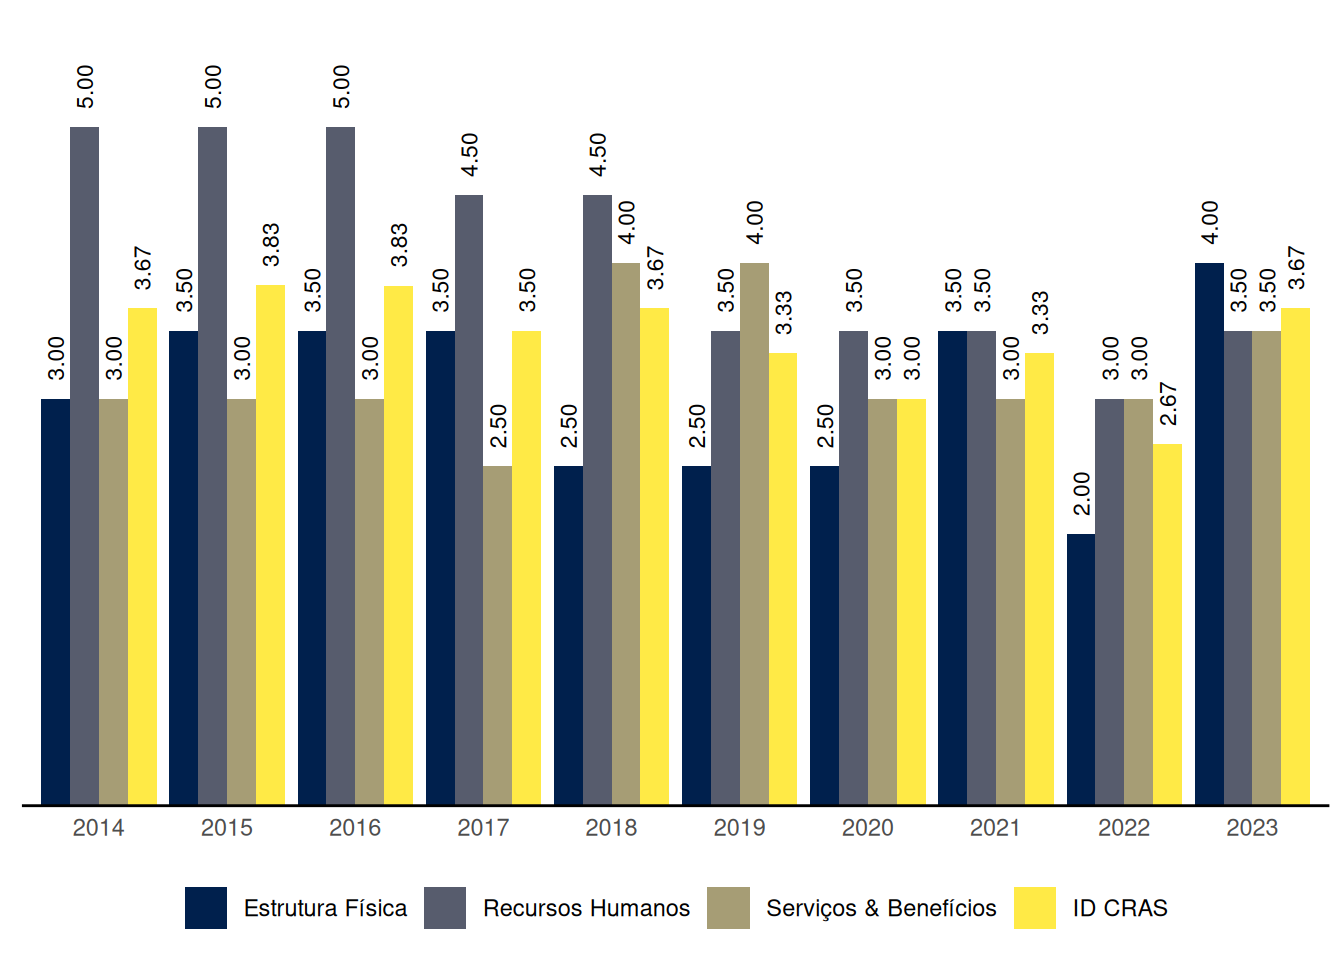 3.00 5.00 3.00 3.67
3.50 5.00 3.00 3.83
3.50 5.00 3.00 3.83
3.50 4.50 2.50 3.50
2.50 4.50 4.00 3.67
2.50 3.50 4.00 3.33
2.50 3.50 3.00 3.00
3.50 3.50 3.00 3.33
2.00 3.00 3.00 2.67
4.00 3.50 3.50 3.67
2014 2015 2016 2017 2018 2019 2020 2021 2022 2023
Estrutura Física Recursos Humanos Serviços & Benefícios ID CRAS